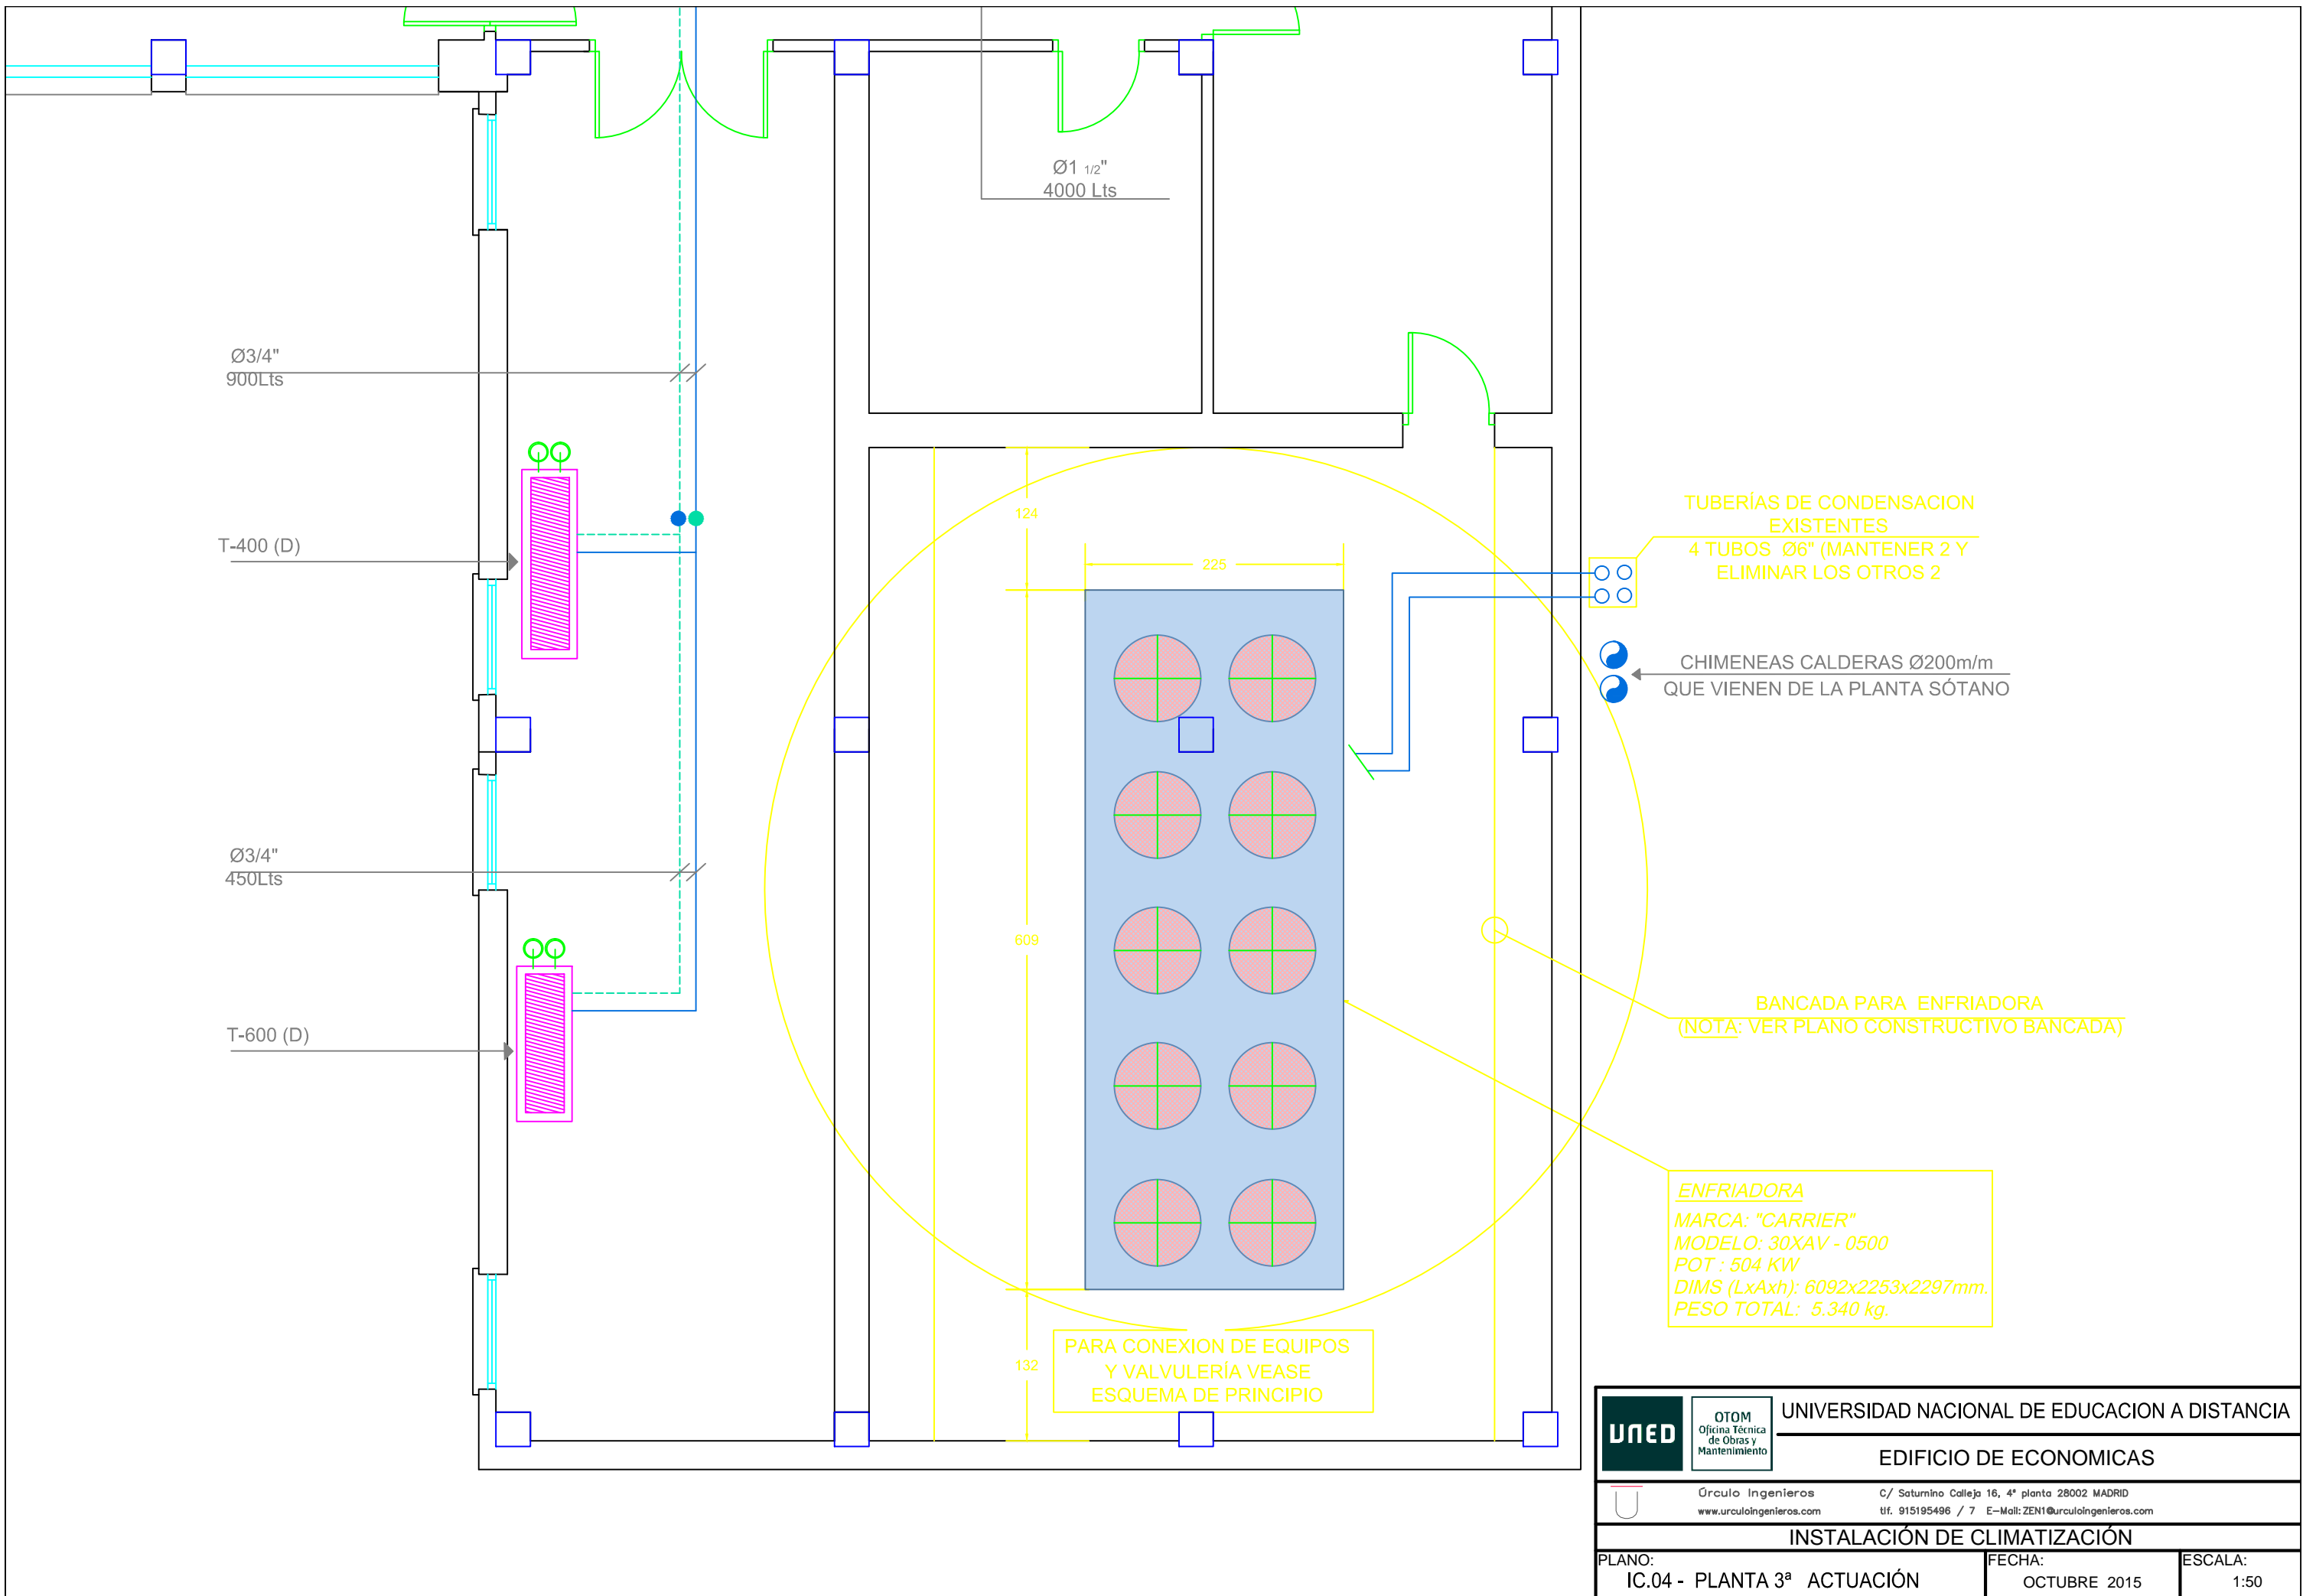 Ø1 1/2"
4000 Lts
Ø3/4"
900Lts
T-400 (D)
124
225
TUBERÍAS DE CONDENSACION
EXISTENTES
4 TUBOS Ø6" (MANTENER 2 Y
ELIMINAR LOS OTROS 2
CHIMENEAS CALDERAS Ø200m/m
QUE VIENEN DE LA PLANTA SÓTANO
Ø3/4"
450Lts
609
T-600 (D)
BANCADA PARA ENFRIADORA
(NOTA: VER PLANO CONSTRUCTIVO BANCADA)
ENFRIADORA
MARCA: "CARRIER"
MODELO: 30XAV - 0500
POT : 504 KW
DIMS (LxAxh): 6092x2253x2297mm.
PESO TOTAL: 5.340 kg.
132
PARA CONEXION DE EQUIPOS
Y VALVULERÍA VEASE
ESQUEMA DE PRINCIPIO
UNED
OTOM
Oficina Técnica
de Obras y
Mantenimiento
UNIVERSIDAD NACIONAL DE EDUCACION A DISTANCIA
EDIFICIO DE ECONOMICAS
Úrculo Ingenieros
www.urculoingenieros.com
C/ Saturnino Calleja 16, 4ª planta 28002 MADRID
tlf. 915195496 / 7 E-Mail: ZEN1@urculoingenieros.com
INSTALACIÓN DE CLIMATIZACIÓN
PLANO:
IC.04 - PLANTA 3ª ACTUACIÓN
FECHA:
OCTUBRE 2015
ESCALA:
1:50